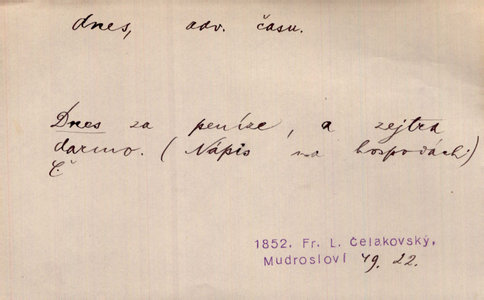 dnes, adv. času.
Dnes za peníze, a zejtra
darmo. (Nápis na hospodách.)
Č.
1852. Fr. L. Čelakovský,
Mudrosloví 49. 22.